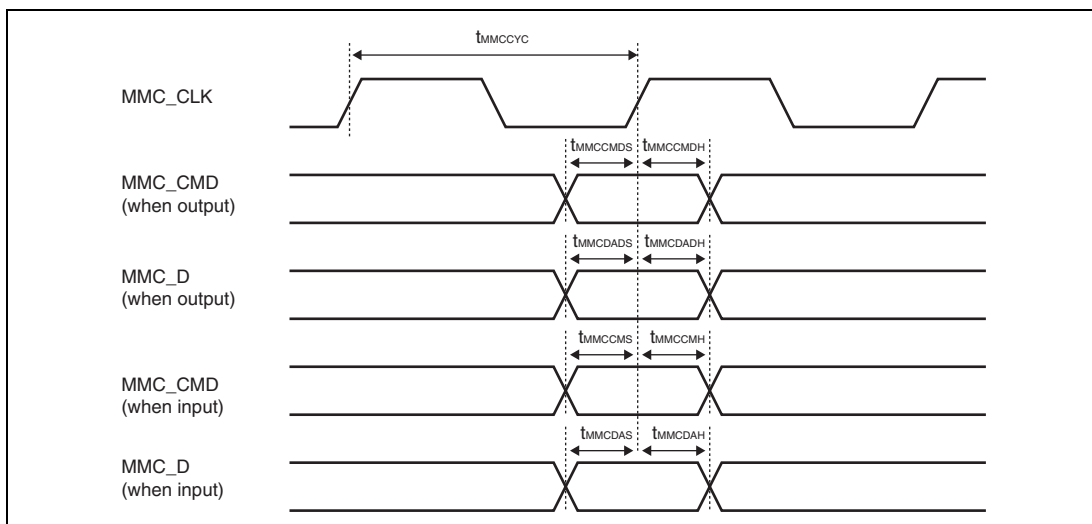 tMMCCYC
MMC_CLK
tMMCCMDS tMMCCMDH
MMC_CMD
(when output)
tMMCDADS tMMCDADH
MMC_D
(when output)
tMMCCMS tMMCCMH
MMC_CMD
(when input)
tMMCDAS tMMCDAH
MMC_D
(when input)